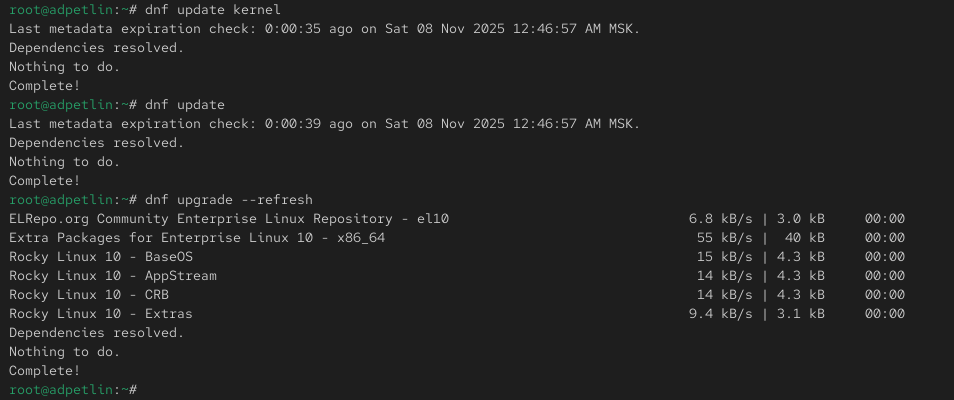 root@adpetlin:~# dnf update kernel
Last metadata expiration check: 0:00:35 ago on Sat 08 Nov 2025 12:46:57 AM MSK.
Dependencies resolved.
Nothing to do.
Complete!
root@adpetlin:~# dnf update
Last metadata expiration check: 0:00:39 ago on Sat 08 Nov 2025 12:46:57 AM MSK.
Dependencies resolved.
Nothing to do.
Complete!
root@adpetlin:~# dnf upgrade --refresh
ELRepo.org Community Enterprise Linux Repository - el10 6.8 kB/s | 3.0 kB 00:00
Extra Packages for Enterprise Linux 10 - x86_64 55 kB/s | 40 kB 00:00
Rocky Linux 10 - BaseOS 15 kB/s | 4.3 kB 00:00
Rocky Linux 10 - AppStream 14 kB/s | 4.3 kB 00:00
Rocky Linux 10 - CRB 14 kB/s | 4.3 kB 00:00
Rocky Linux 10 - Extras 9.4 kB/s | 3.1 kB 00:00
Dependencies resolved.
Nothing to do.
Complete!
root@adpetlin:~#